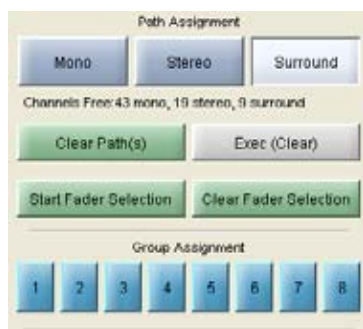 Path Assignment
Mono Stereo Surround
Channels Free:43 mono, 19 stereo, 9 surround
Clear Path(s) Exec (Clear)
Start Fader Selection Clear Fader Selection
Group Assignment
1 2 3 4 5 6 7 8